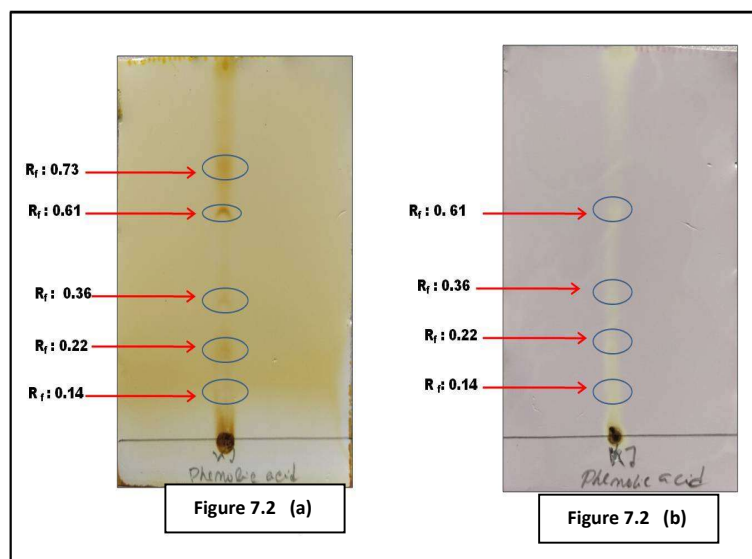 Rf : 0.73
Rf : 0.61
Rf : 0.36
Rf : 0.22
Rf : 0.14
Phenolic acid
Figure 7.2 (a)
Rf : 0. 61
Rf : 0.36
Rf : 0.22
Rf : 0.14
Phenolic acid
Figure 7.2 (b)